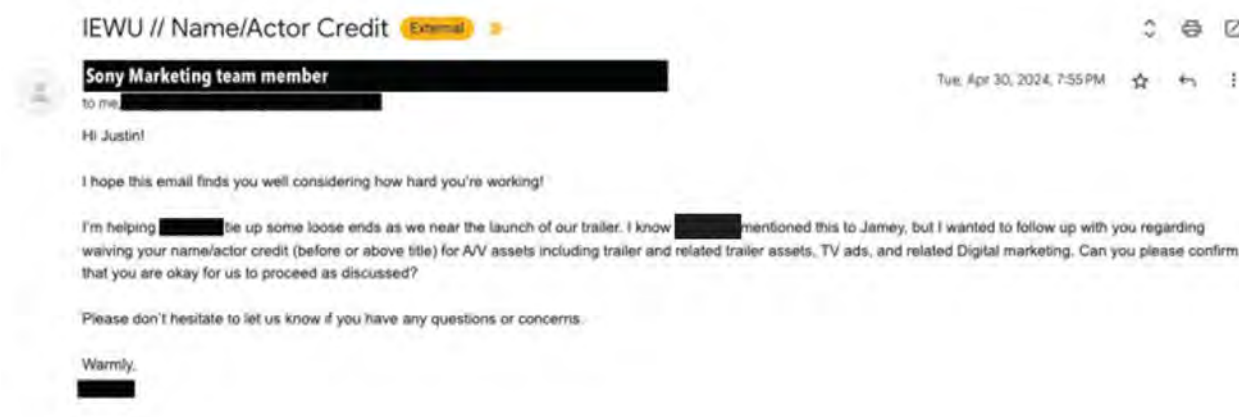 IEWU // Name/Actor Credit External
Sony Marketing team member
Tue, Apr 30, 2024, 7:55 PM
to me,
Hi Justin!
I hope this email finds you well considering how hard you're working!
I'm helping tie up some loose ends as we near the launch of our trailer. I know mentioned this to Jamey, but I wanted to follow up with you regarding
waiving your name/actor credit (before or above title) for A/V assets including trailer and related trailer assets, TV ads, and related Digital marketing. Can you please confirm
that you are okay for us to proceed as discussed?
Please don't hesitate to let us know if you have any questions or concerns.
Warmly,